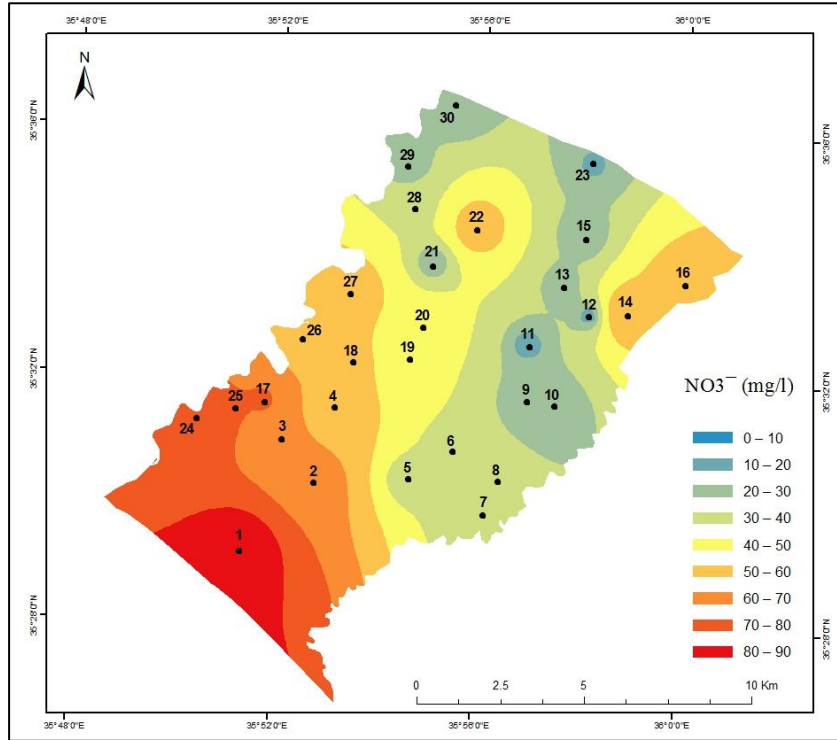 35°48'0"E 35°52'0"E 35°56'0"E 36°0'0"E
N
30
35°36'0"N
35°36'0"N
29
23
28
22
15
21
13
16
27
12
14
20
26
11
18
19
35°32'0"N
35°32'0"N
NO3¯ (mg/l)
25
17
9
10
4
24
3
0 – 10
6
10 – 20
5
8
2
20 – 30
7
30 – 40
1
40 – 50
50 – 60
60 – 70
35°28'0"N
35°28'0"N
70 – 80
80 – 90
0 2.5 5 10 Km
35°48'0"E 35°52'0"E 35°56'0"E 36°0'0"E